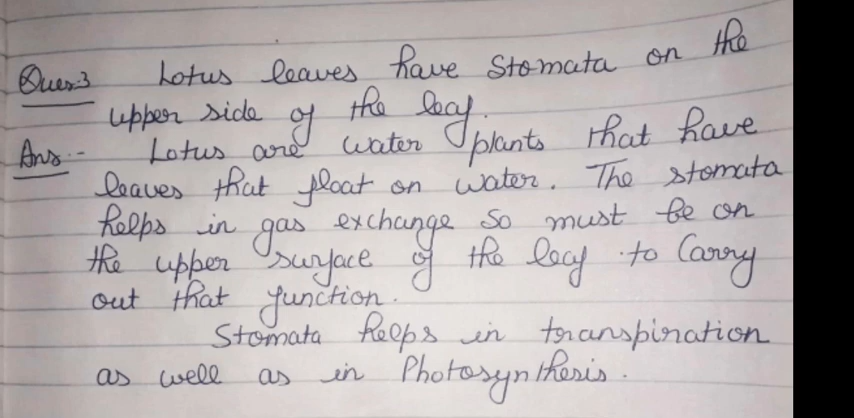 Ques:3 Lotus leaves have Stomata on the
upper side of the leaf.
Ans:- Lotus are water plants that have
leaves that float on water. The stomata
helps in gas exchange so must be on
the upper surface of the leaf to Carry
out that function.
Stomata helps in transpiration
as well as in Photosynthesis.